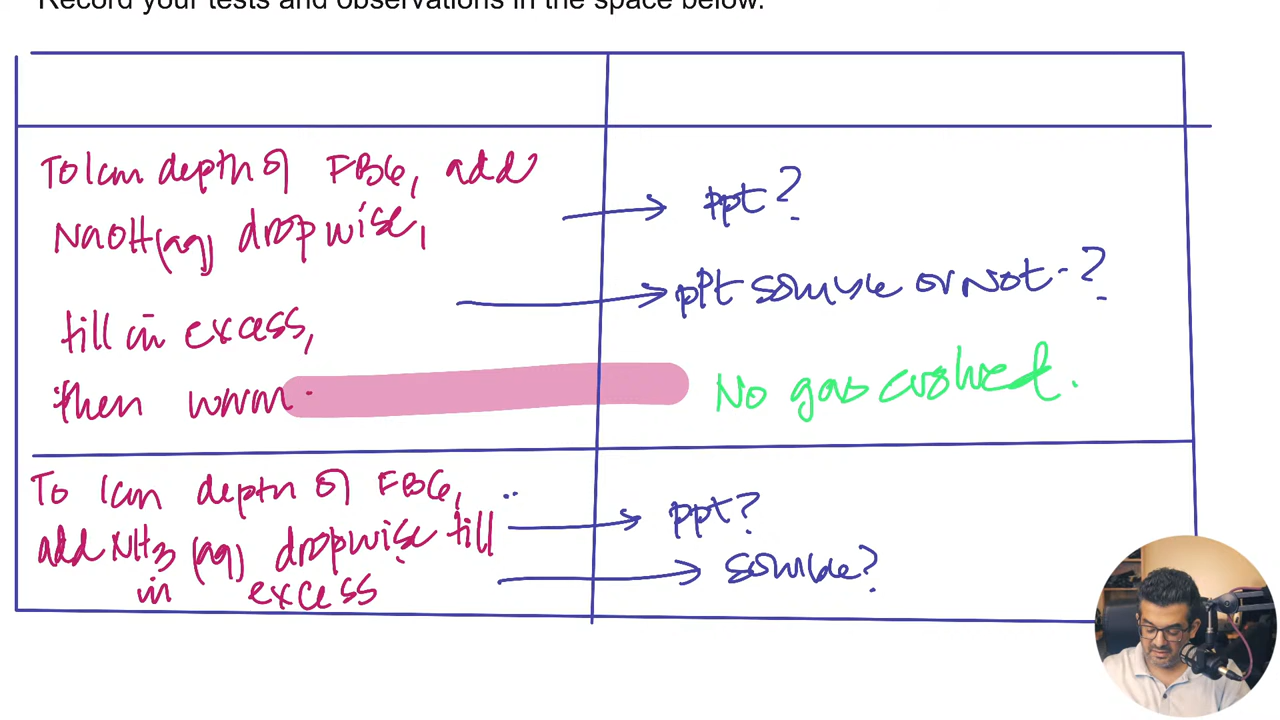 Record your tests and observations in the space below.
To 1cm depth of FB6, add
NaOH(aq) dropwise,
till in excess,
then warm.
ppt?
ppt soluble or Not-?
No gas evolved.
To 1cm depth of FB6,
add NH3 (aq) dropwise till
in excess
ppt?
soluble?